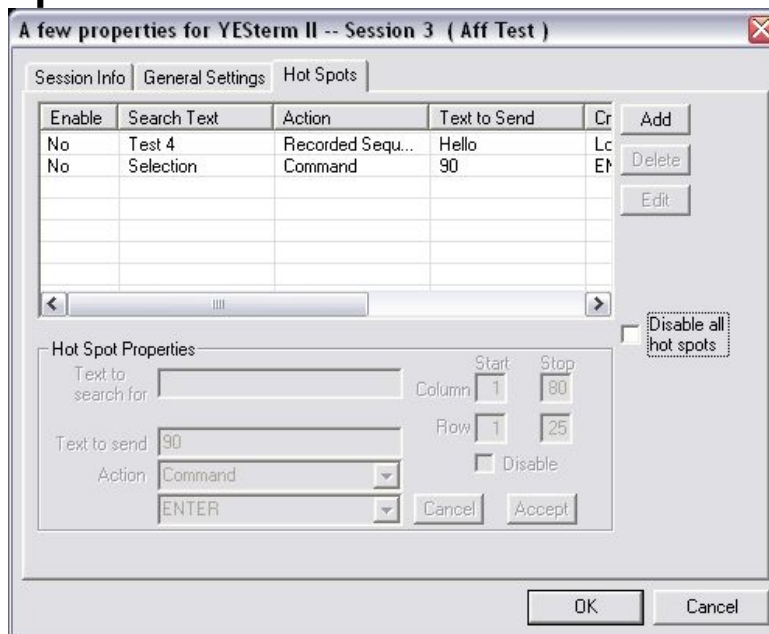 A few properties for YESterm II -- Session 3 ( Aff Test )
Session Info General Settings Hot Spots
Enable Search Text Action Text to Send Cr
No Test 4 Recorded Sequ... Hello Lc
No Selection Command 90 EN
Add
Delete
Edit
Disable all
hot spots
Hot Spot Properties
Text to
search for
Start Stop
Column 1 80
Row 1 25
Text to send 90
Disable
Action Command
ENTER
Cancel Accept
OK Cancel